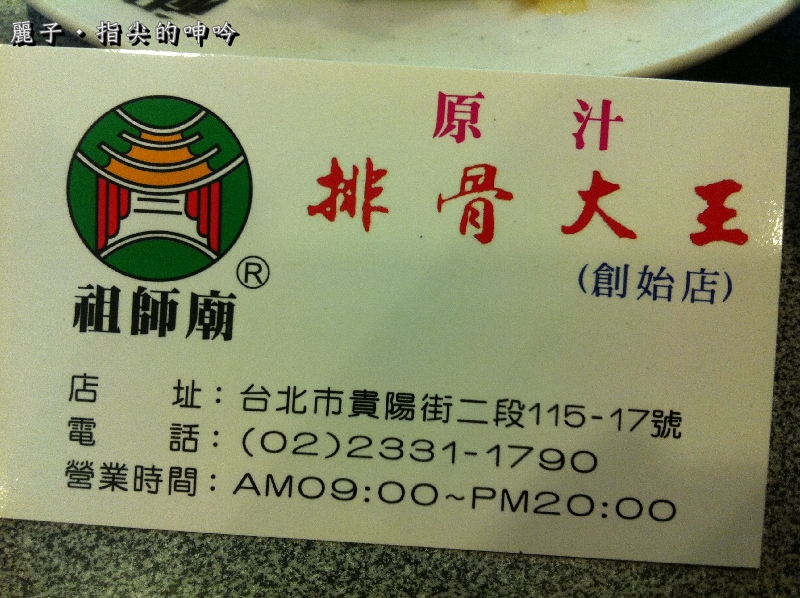 麗子•指尖的呻吟
原汁
排骨大王
(創始店)
®
祖師廟
店址：台北市貴陽街二段115-17號
電話：(02)2331-1790
營業時間：AM09:00~PM20:00